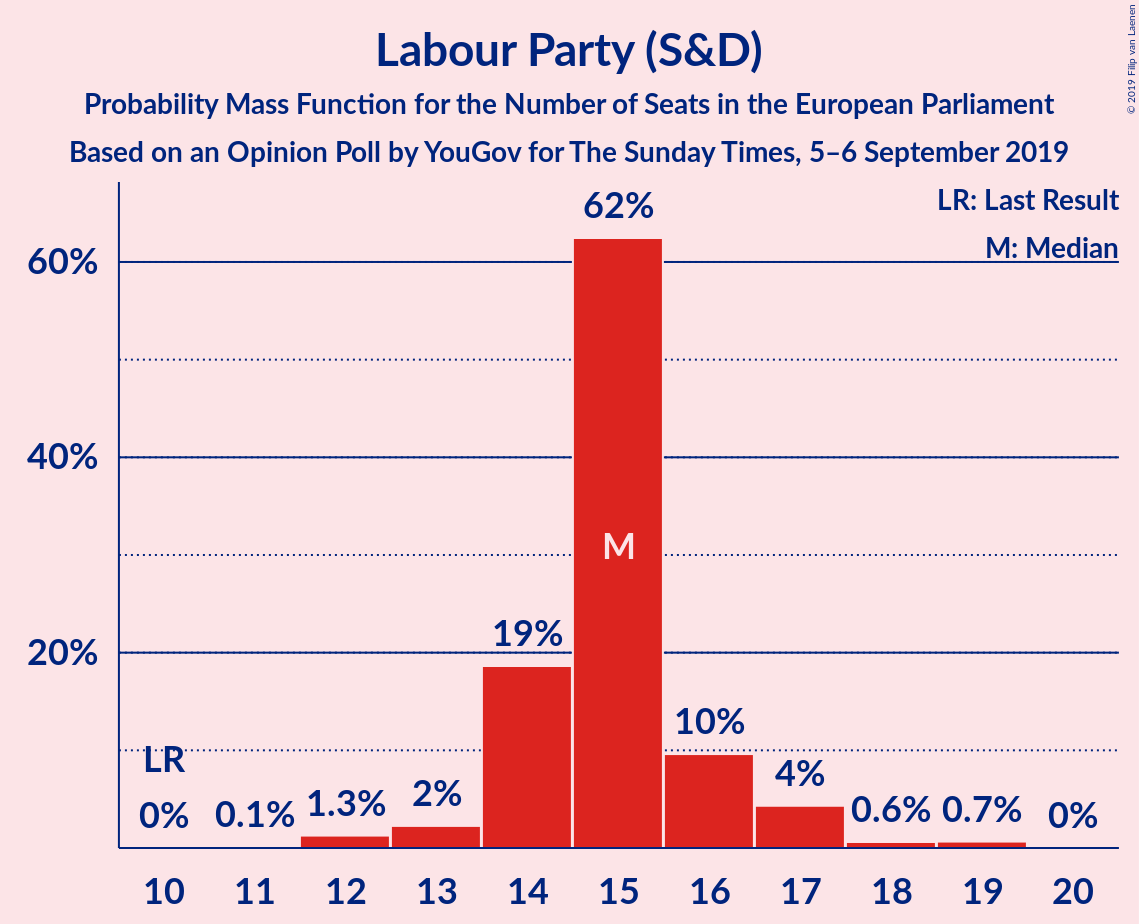 Labour Party (S&D)
Probability Mass Function for the Number of Seats in the European Parliament
Based on an Opinion Poll by YouGov for The Sunday Times, 5–6 September 2019
© 2019 Filip van Laenen
LR: Last Result
M: Median
60%
40%
20%
LR
0%
0.1%
1.3%
2%
19%
62%
M
10%
4%
0.6%
0.7%
0%
10 11 12 13 14 15 16 17 18 19 20